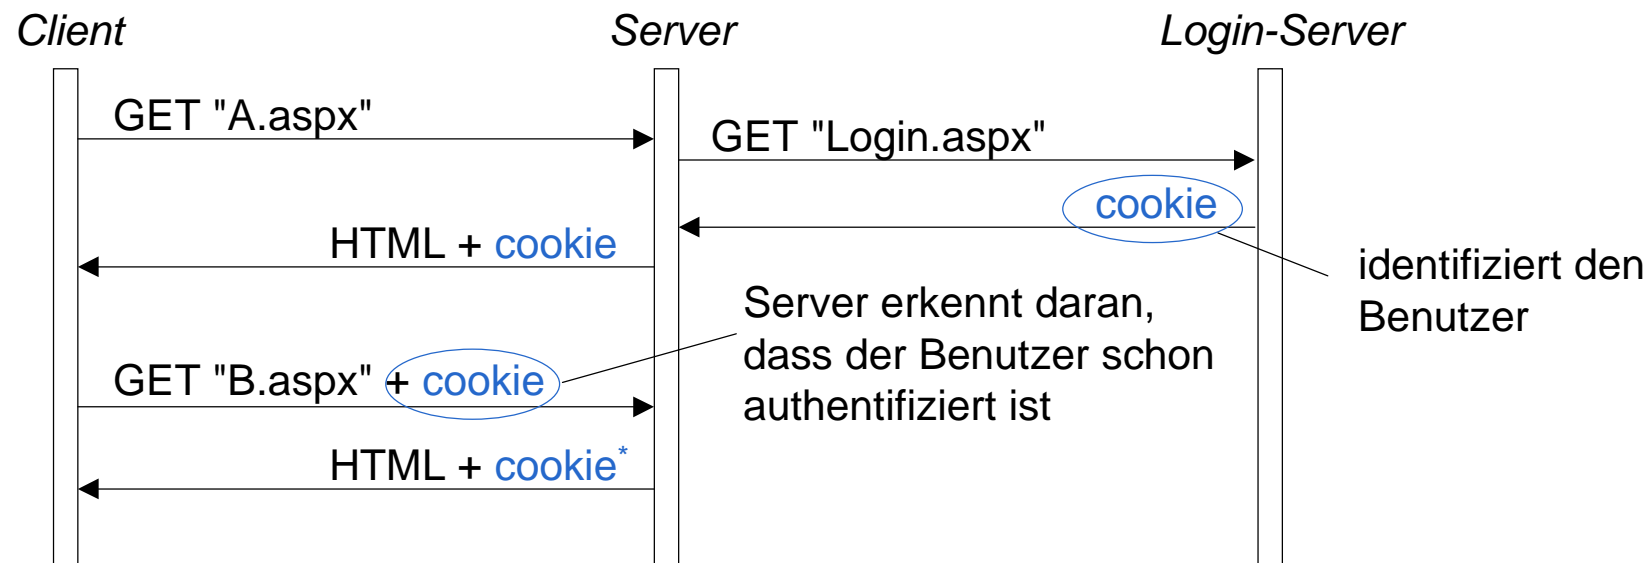 Client Server Login-Server
GET "A.aspx"
GET "Login.aspx"
cookie
HTML + cookie
identifiziert den
Benutzer
Server erkennt daran,
dass der Benutzer schon
authentifiziert ist
GET "B.aspx" + cookie
HTML + cookie*